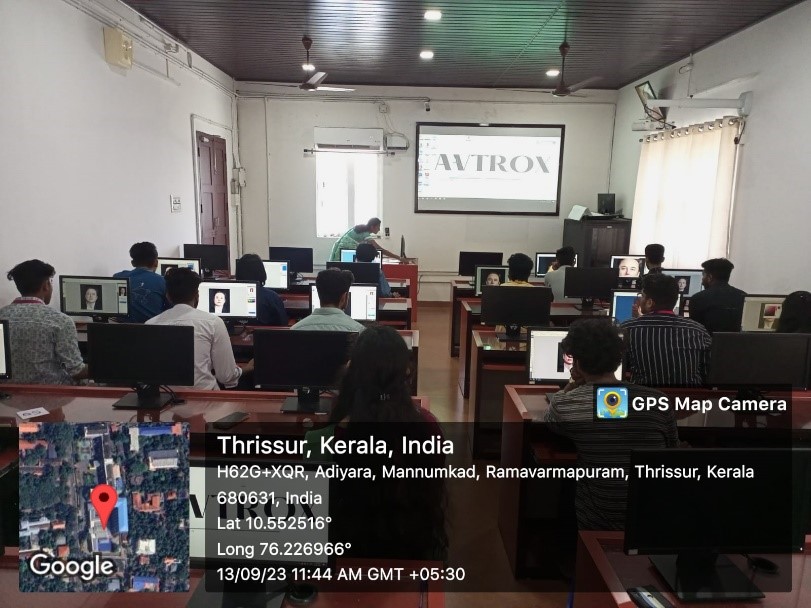 AVTROX
GPS Map Camera
Thrissur, Kerala, India
H62G+XQR, Adiyara, Mannumkad, Ramavarmapuram, Thrissur, Kerala
680631, India
Lat 10.552516°
Long 76.226966°
13/09/23 11:44 AM GMT +05:30
Google
VTROX